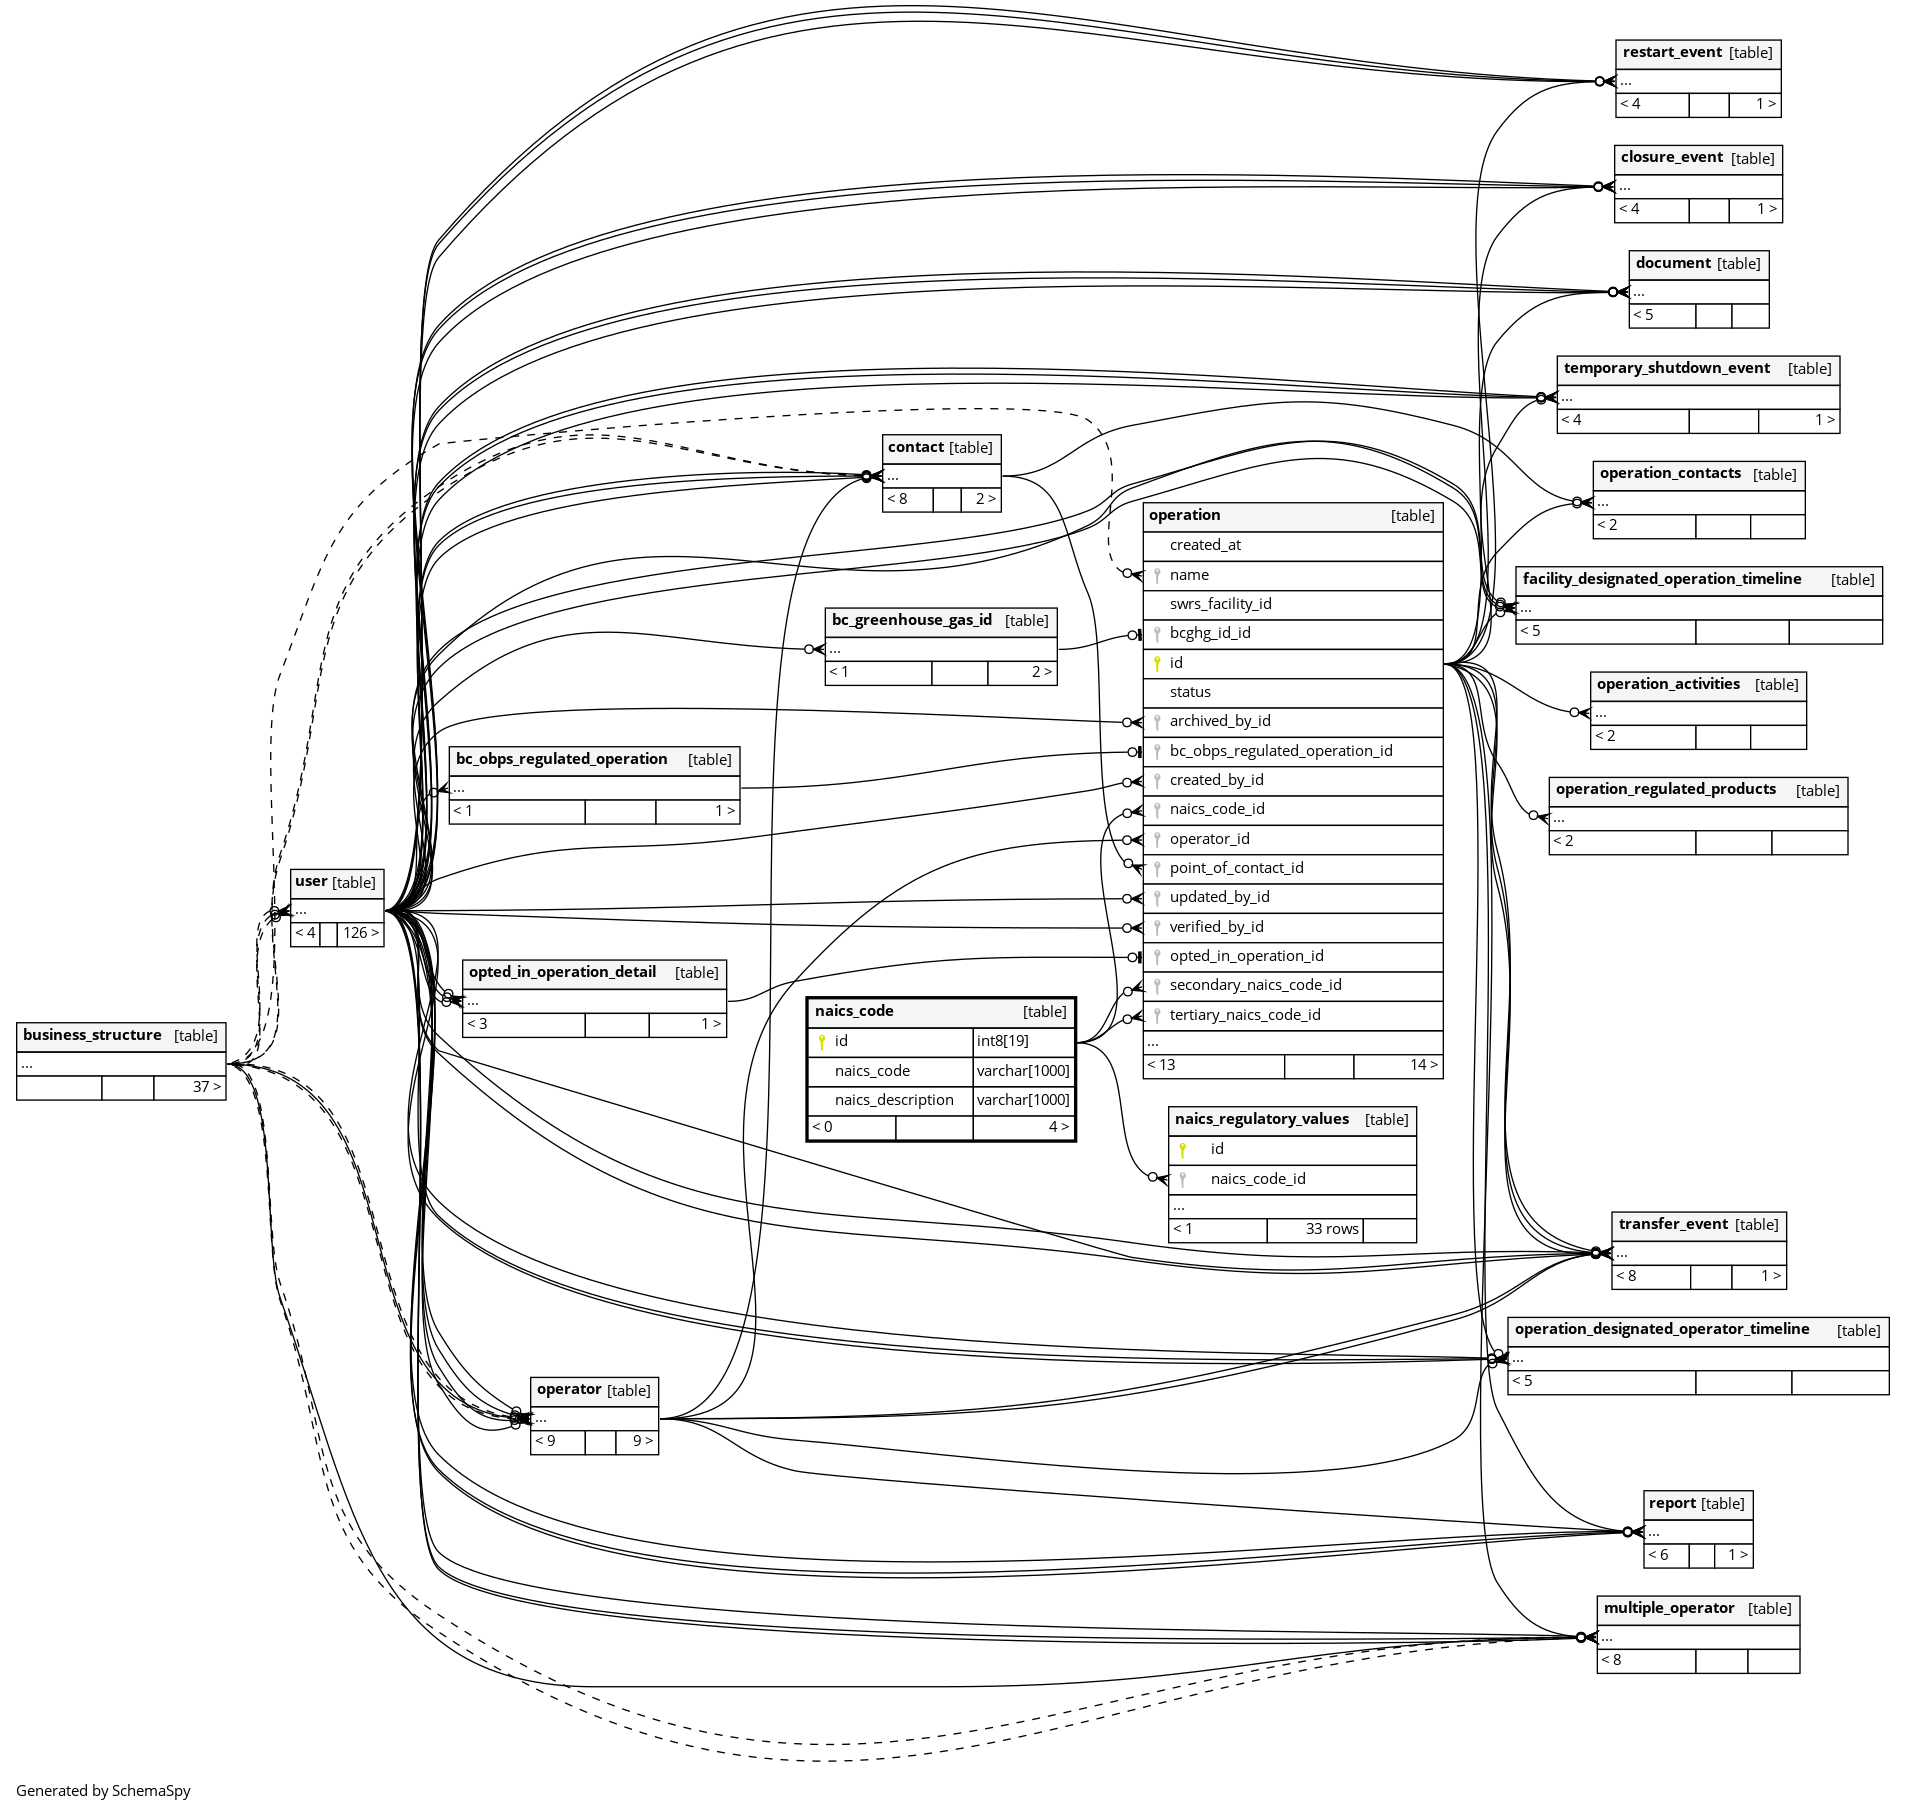 restart_event [table]
...
< 4 1 >
closure_event [table]
...
< 4 1 >
document [table]
...
< 5
temporary_shutdown_event [table]
...
< 4 1 >
contact [table]
...
< 8 2 >
operation_contacts [table]
...
< 2
operation [table]
created_at
name
swrs_facility_id
bcghg_id_id
id
status
archived_by_id
bc_obps_regulated_operation_id
created_by_id
naics_code_id
operator_id
point_of_contact_id
updated_by_id
verified_by_id
opted_in_operation_id
secondary_naics_code_id
tertiary_naics_code_id
...
< 13 14 >
facility_designated_operation_timeline [table]
...
< 5
bc_greenhouse_gas_id [table]
...
< 1 2 >
operation_activities [table]
...
< 2
bc_obps_regulated_operation [table]
...
< 1 1 >
operation_regulated_products [table]
...
< 2
user [table]
...
< 4 126 >
opted_in_operation_detail [table]
...
< 3 1 >
naics_code [table]
id int8[19]
naics_code varchar[1000]
naics_description varchar[1000]
< 0 4 >
business_structure [table]
...
37 >
naics_regulatory_values [table]
id
naics_code_id
...
< 1 33 rows
transfer_event [table]
...
< 8 1 >
operation_designated_operator_timeline [table]
...
< 5
operator [table]
...
< 9 9 >
report [table]
...
< 6 1 >
multiple_operator [table]
...
< 8
Generated by SchemaSpy